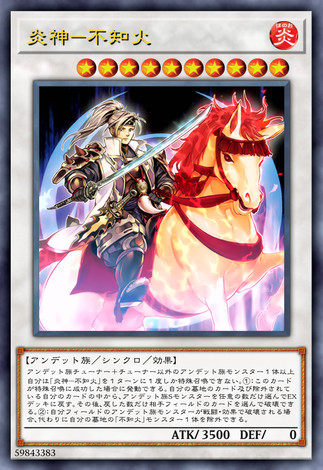 炎神－不知火
炎
【アンデット族／シンクロ／効果】
アンデット族チューナー＋チューナー以外のアンデット族モンスター１体以上
自分は「炎神－不知火」を１ターンに１度しか特殊召喚できない。①：このカード
が特殊召喚に成功した場合に発動できる。自分の墓地のカード及び除外されて
いる自分のカードの中から、アンデット族Sモンスターを任意の数だけ選んでEX
デッキに戻す。その後、戻した数だけ相手フィールドのカードを選んで破壊でき
る。②：自分フィールドのアンデット族モンスターが戦闘・効果で破壊される場
合、代わりに自分の墓地の「不知火」モンスター１体を除外できる。
ATK/ 3500 DEF/ 0
59843383